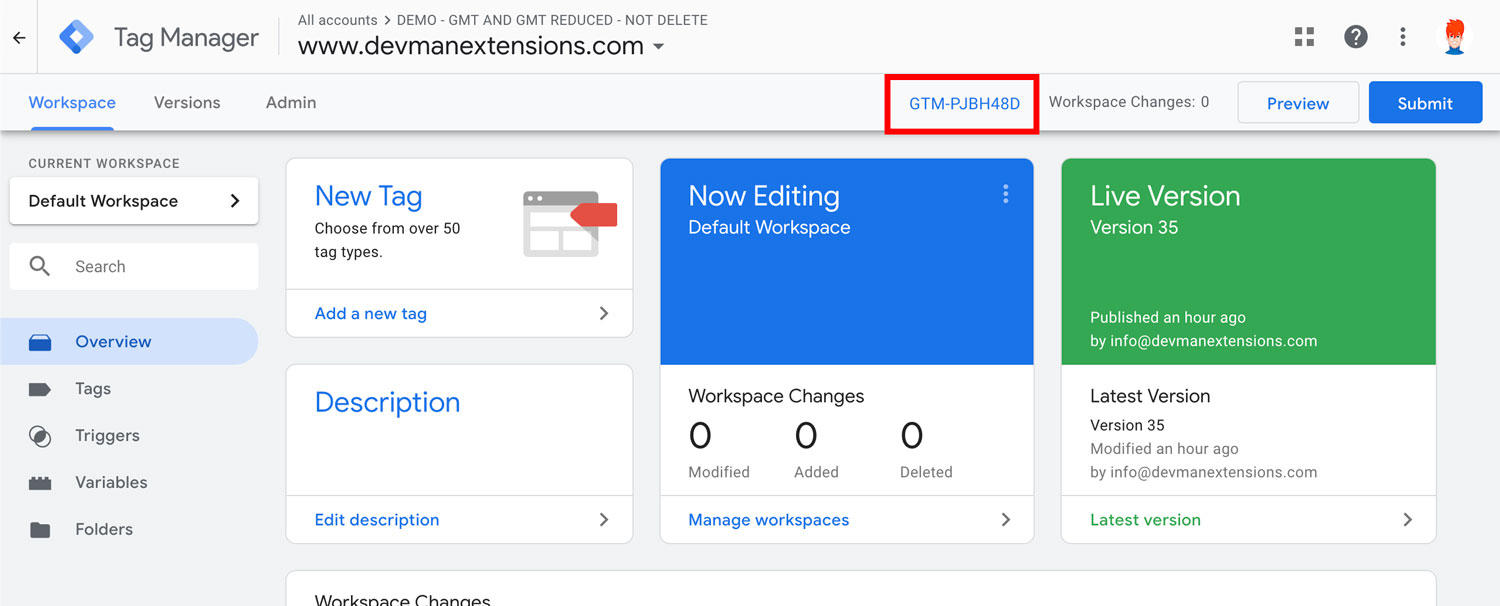 All accounts > DEMO - GMT AND GMT REDUCED - NOT DELETE
Tag Manager
www.devmanextensions.com
Workspace
Versions
Admin
GTM-PJBH48D
Workspace Changes: 0
Preview
Submit
CURRENT WORKSPACE
Default Workspace
Search
Overview
Tags
Triggers
Variables
Folders
New Tag
Choose from over 50
tag types.
Add a new tag
Description
Edit description
Now Editing
Default Workspace
Workspace Changes
0 0 0
Modified Added Deleted
Manage workspaces
Live Version
Version 35
Published an hour ago
by info@devmanextensions.com
Latest Version
Version 35
Modified an hour ago
by info@devmanextensions.com
Latest version
Workspace Changes